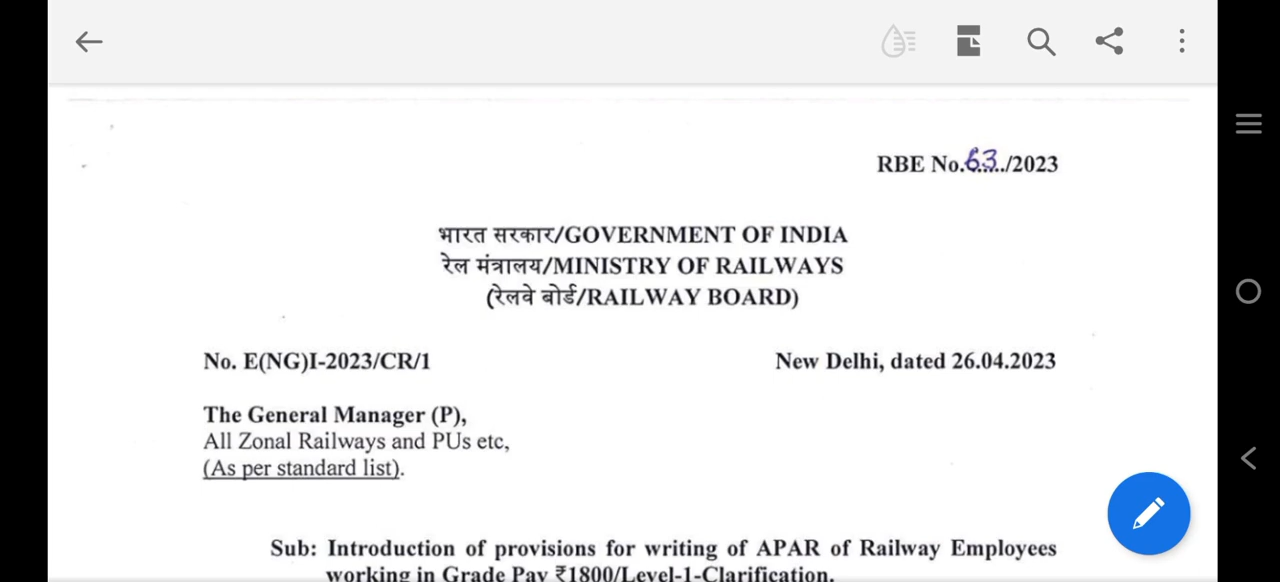 RBE No.63/2023
भारत सरकार/GOVERNMENT OF INDIA
रेल मंत्रालय/MINISTRY OF RAILWAYS
(रेलवे बोर्ड/RAILWAY BOARD)
No. E(NG)I-2023/CR/1 New Delhi, dated 26.04.2023
The General Manager (P),
All Zonal Railways and PUs etc,
(As per standard list).
Sub: Introduction of provisions for writing of APAR of Railway Employees
working in Grade Pay ₹1800/Level-1-Clarification.